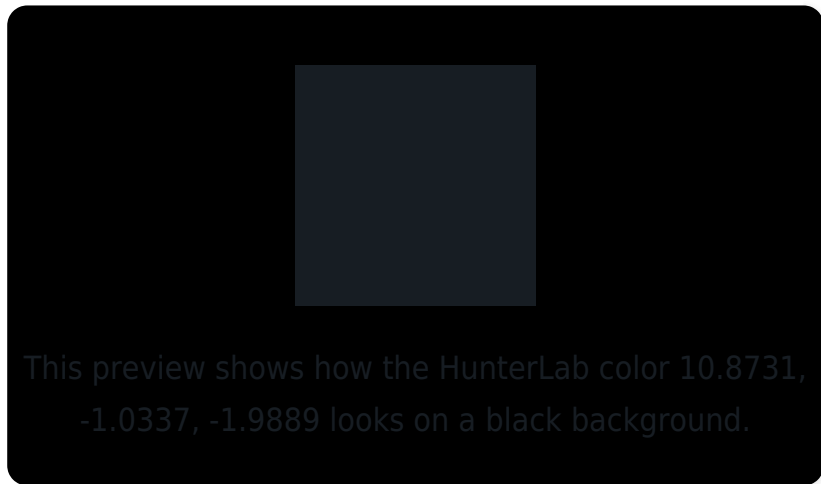 This preview shows how the HunterLab color 10.8731,
-1.0337, -1.9889 looks on a black background.